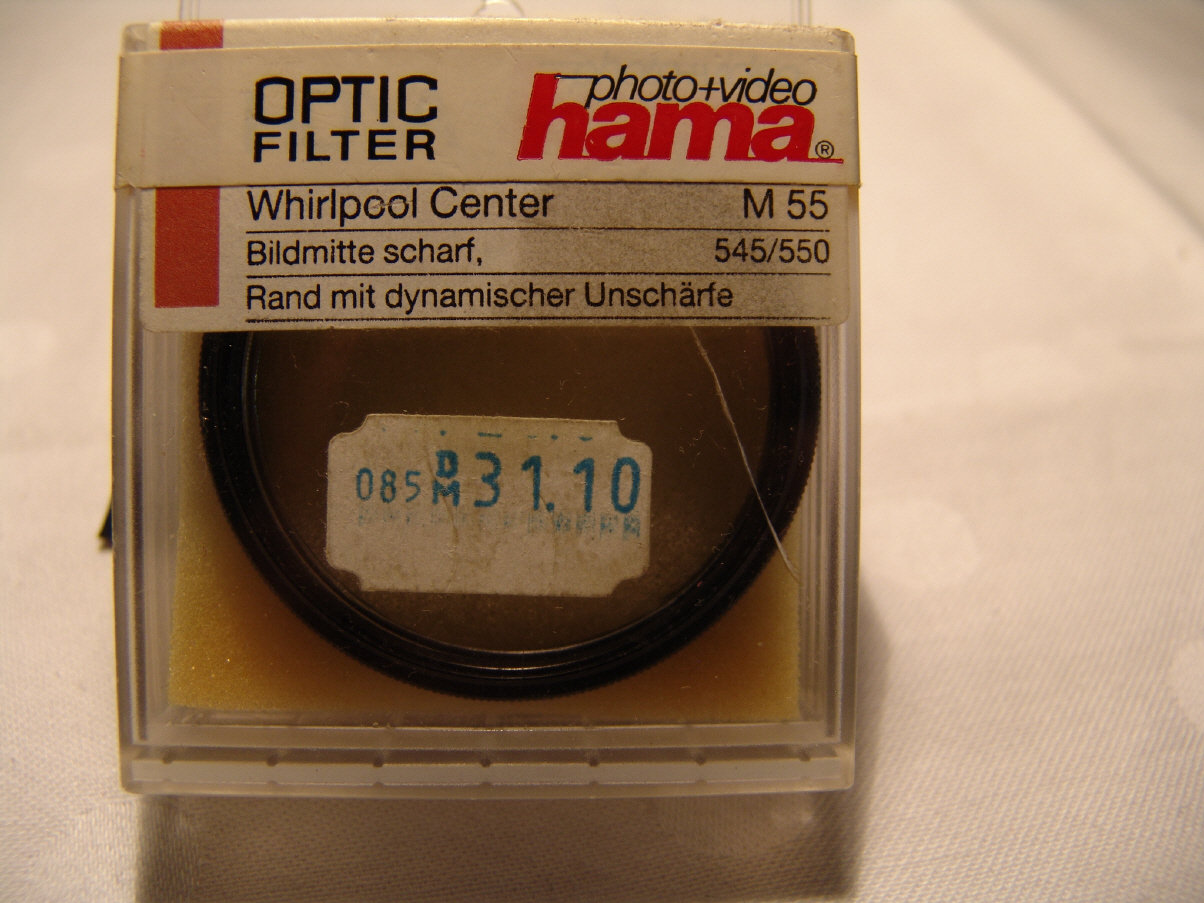 OPTIC
FILTER
photo+video
hama®
Whirlpool Center M 55
Bildmitte scharf, 545/550
Rand mit dynamischer Unschärfe
085 DM 31.10